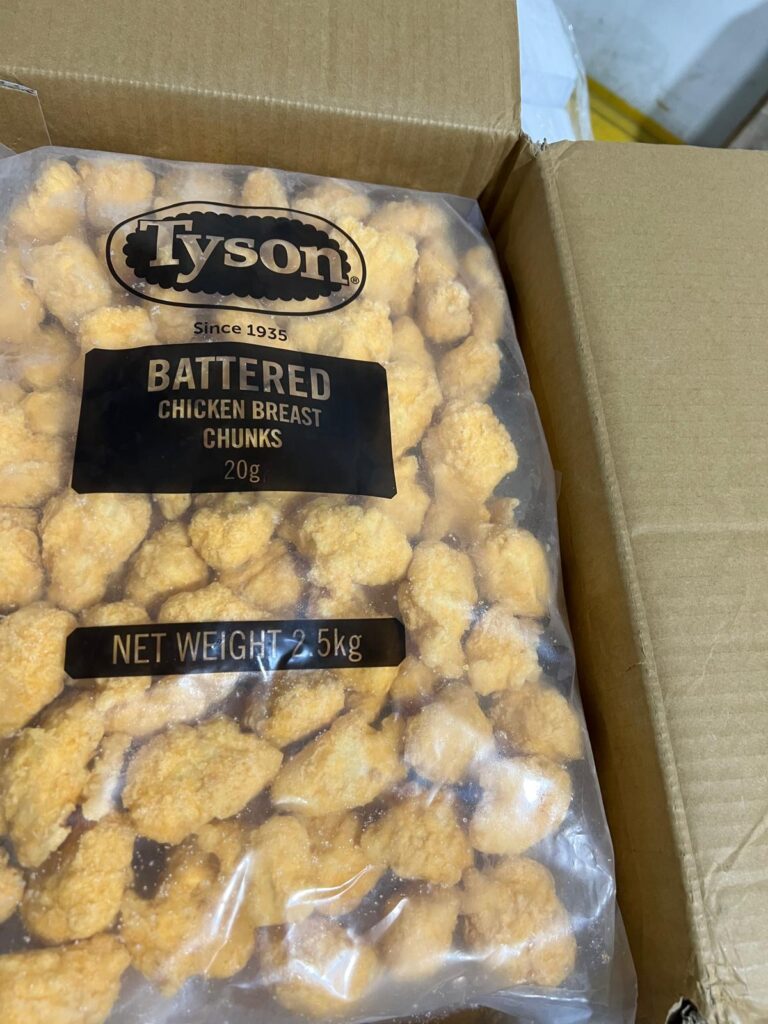 Tyson®
Since 1935
BATTERED
CHICKEN BREAST
CHUNKS
20g
NET WEIGHT 2.5kg